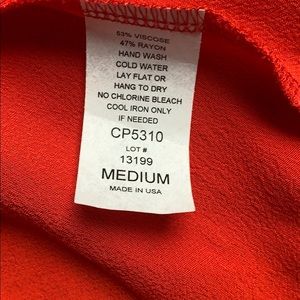 53% VISCOSE
47% RAYON
HAND WASH
COLD WATER
LAY FLAT OR
HANG TO DRY
NO CHLORINE BLEACH
COOL IRON ONLY
IF NEEDED
CP5310
LOT #
13199
MEDIUM
MADE IN USA